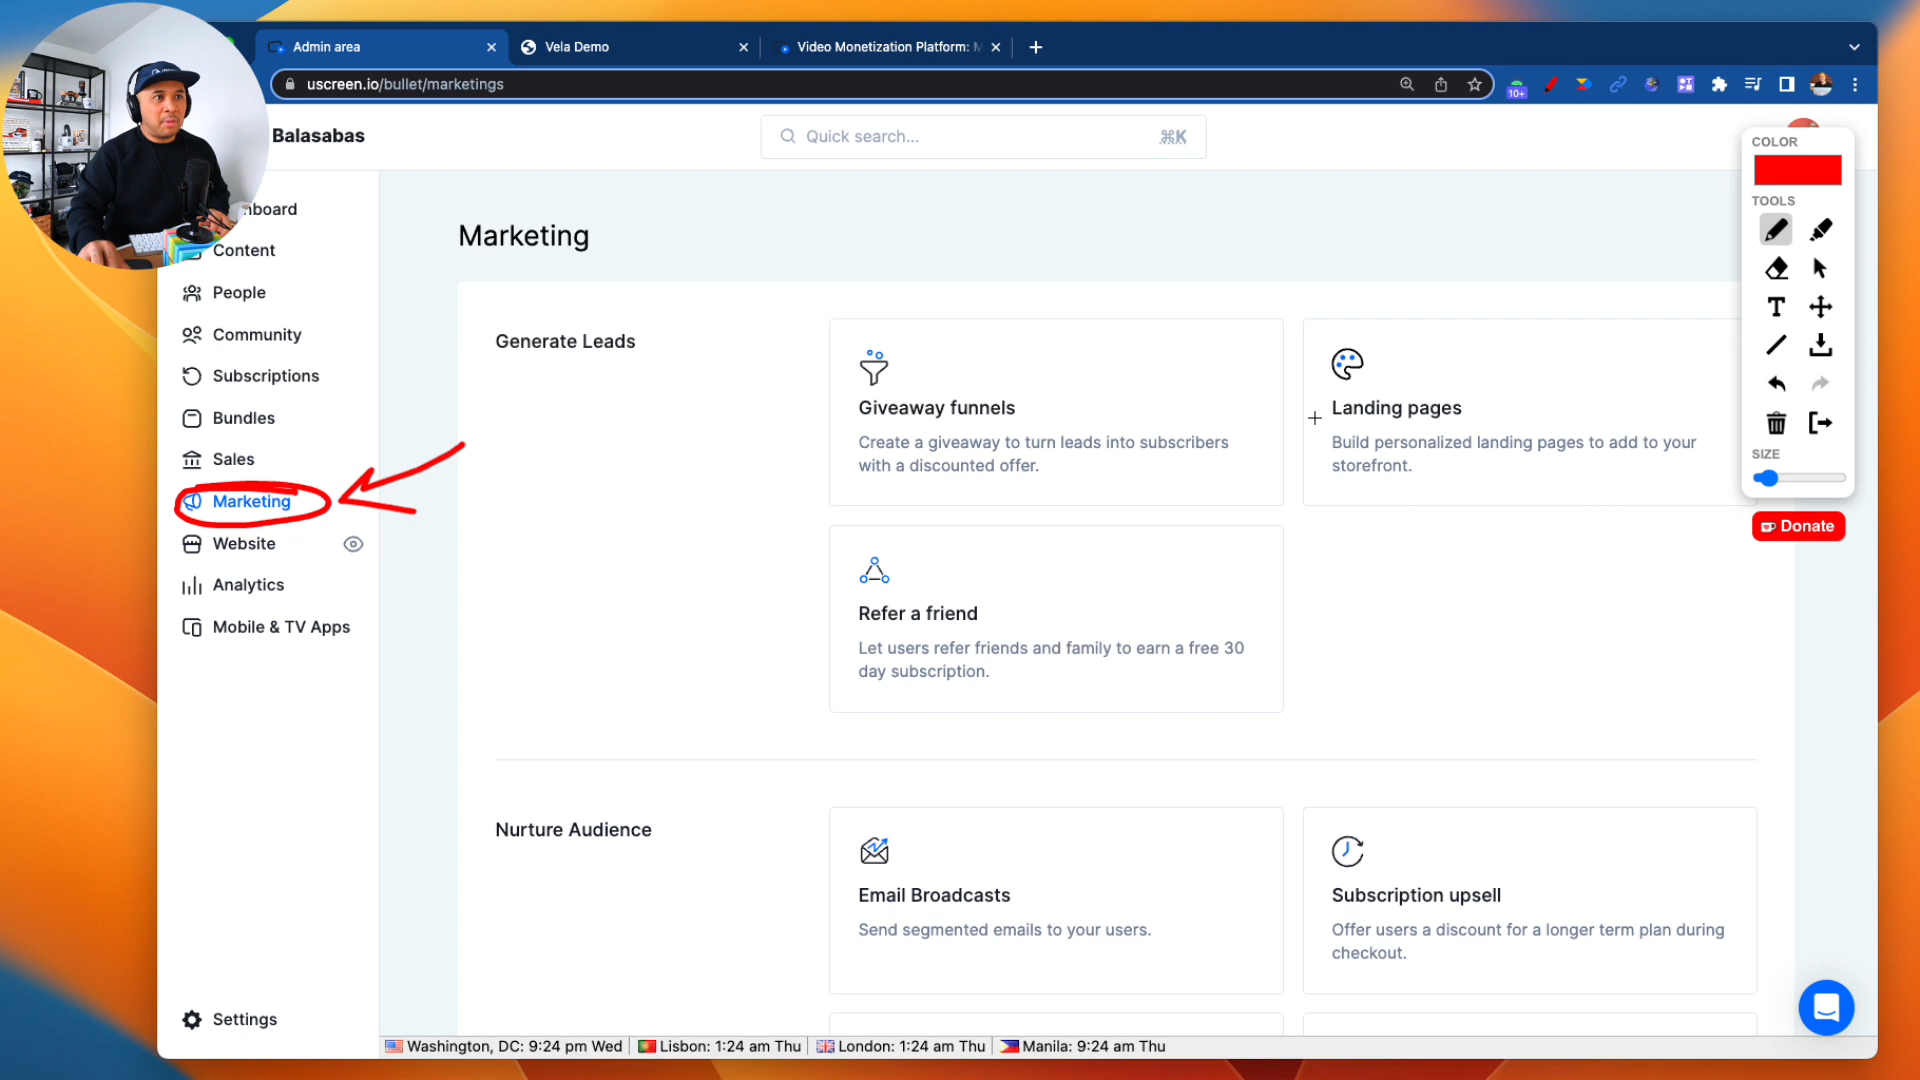 Admin area
Vela Demo
Video Monetization Platform: M
uscreen.io/bullet/marketings
10+
Balasabas
Quick search...
⌘K
COLOR
TOOLS
T
SIZE
Donate
board
Content
People
Community
Subscriptions
Bundles
Sales
Marketing
Website
Analytics
Mobile & TV Apps
Settings
Marketing
Generate Leads
Giveaway funnels
Create a giveaway to turn leads into subscribers
with a discounted offer.
Landing pages
Build personalized landing pages to add to your
storefront.
Refer a friend
Let users refer friends and family to earn a free 30
day subscription.
Nurture Audience
Email Broadcasts
Send segmented emails to your users.
Subscription upsell
Offer users a discount for a longer term plan during
checkout.
Washington, DC: 9:24 pm Wed
Lisbon: 1:24 am Thu
London: 1:24 am Thu
Manila: 9:24 am Thu